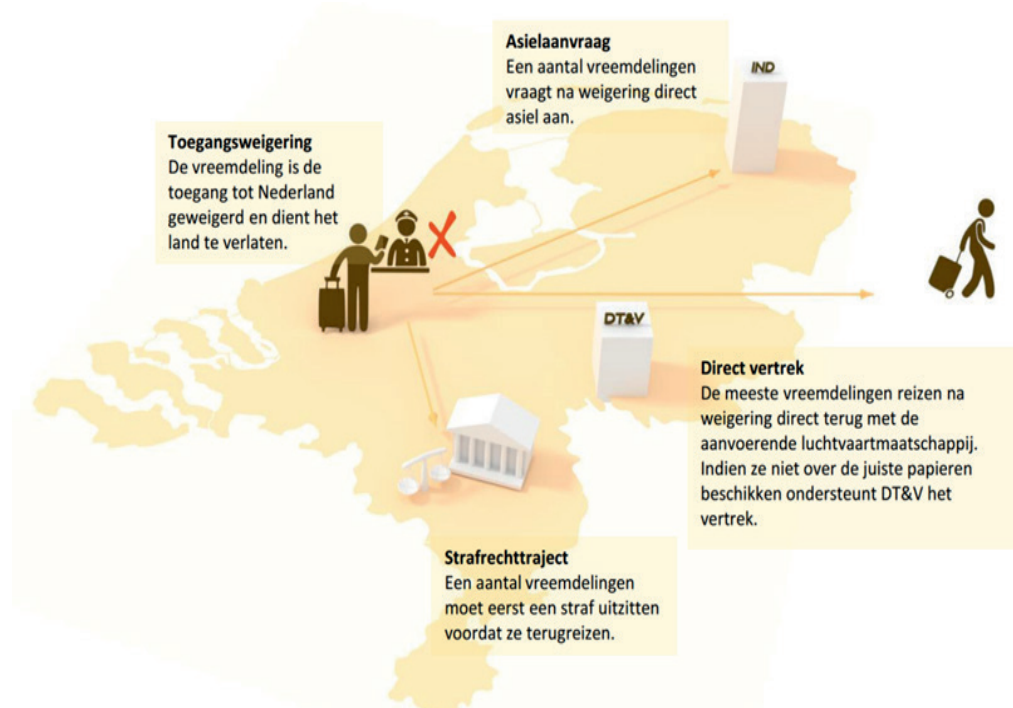 Asielaanvraag
Een aantal vreemdelingen
vraagt na weigering direct
asiel aan.
IND
Toegangsweigering
De vreemdeling is de
toegang tot Nederland
geweigerd en dient het
land te verlaten.
DT&V
Direct vertrek
De meeste vreemdelingen reizen na
weigering direct terug met de
aanvoerende luchtvaartmaatschappij.
Indien ze niet over de juiste papieren
beschikken ondersteunt DT&V het
vertrek.
Strafrechttraject
Een aantal vreemdelingen
moet eerst een straf uitzitten
voordat ze terugreizen.